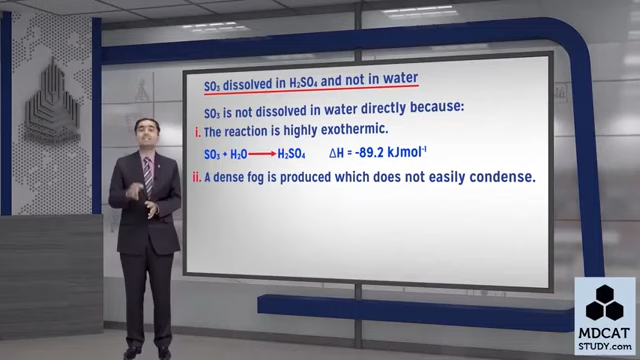 SO₃ dissolved in H₂SO₄ and not in water
SO₃ is not dissolved in water directly because:
i. The reaction is highly exothermic.
SO₃ + H₂O ⟶ H₂SO₄ ΔH = -89.2 kJmol⁻¹
ii. A dense fog is produced which does not easily condense.
MDCAT
STUDY.com